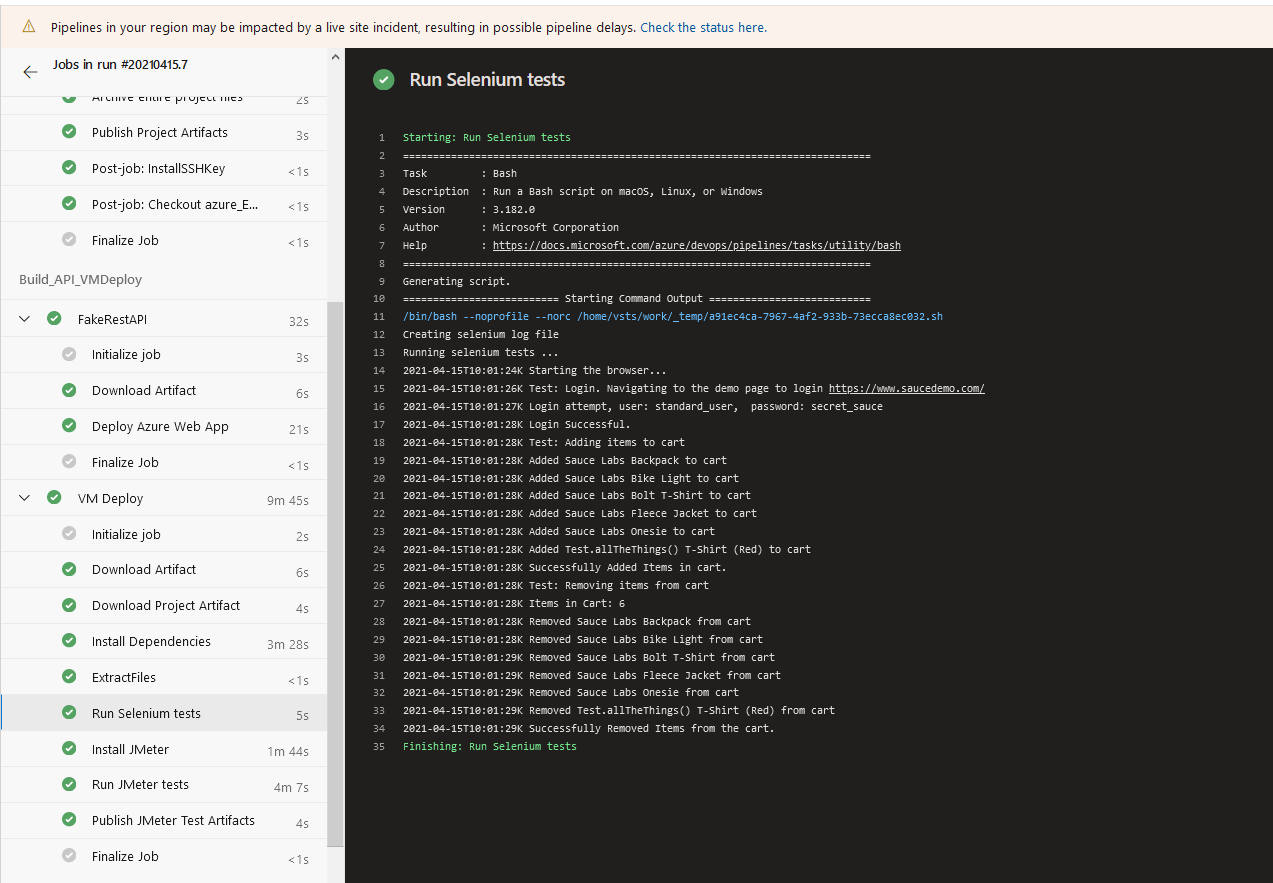 Pipelines in your region may be impacted by a live site incident, resulting in possible pipeline delays. Check the status here.
Jobs in run #20210415.7
Archive entire project files 2s
Publish Project Artifacts 3s
Post-job: InstallSSHKey <1s
Post-job: Checkout azure_E... <1s
Finalize Job <1s
Build_API_VMDeploy
FakeRestAPI 32s
Initialize job 3s
Download Artifact 6s
Deploy Azure Web App 21s
Finalize Job <1s
VM Deploy 9m 45s
Initialize job 2s
Download Artifact 6s
Download Project Artifact 4s
Install Dependencies 3m 28s
ExtractFiles <1s
Run Selenium tests 5s
Install JMeter 1m 44s
Run JMeter tests 4m 7s
Publish JMeter Test Artifacts 4s
Finalize Job <1s
Run Selenium tests
1 Starting: Run Selenium tests
2 ==============================================================================
3 Task : Bash
4 Description : Run a Bash script on macOS, Linux, or Windows
5 Version : 3.182.0
6 Author : Microsoft Corporation
7 Help : https://docs.microsoft.com/azure/devops/pipelines/tasks/utility/bash
8 ==============================================================================
9 Generating script.
10 ========================== Starting Command Output ===========================
11 /bin/bash --noprofile --norc /home/vsts/work/_temp/a91ec4ca-7967-4af2-933b-73ecca8ec032.sh
12 Creating selenium log file
13 Running selenium tests ...
14 2021-04-15T10:01:24K Starting the browser...
15 2021-04-15T10:01:26K Test: Login. Navigating to the demo page to login https://www.saucedemo.com/
16 2021-04-15T10:01:27K Login attempt, user: standard_user, password: secret_sauce
17 2021-04-15T10:01:28K Login Successful.
18 2021-04-15T10:01:28K Test: Adding items to cart
19 2021-04-15T10:01:28K Added Sauce Labs Backpack to cart
20 2021-04-15T10:01:28K Added Sauce Labs Bike Light to cart
21 2021-04-15T10:01:28K Added Sauce Labs Bolt T-Shirt to cart
22 2021-04-15T10:01:28K Added Sauce Labs Fleece Jacket to cart
23 2021-04-15T10:01:28K Added Sauce Labs Onesie to cart
24 2021-04-15T10:01:28K Added Test.allTheThings() T-Shirt (Red) to cart
25 2021-04-15T10:01:28K Successfully Added Items in cart.
26 2021-04-15T10:01:28K Test: Removing items from cart
27 2021-04-15T10:01:28K Items in Cart: 6
28 2021-04-15T10:01:28K Removed Sauce Labs Backpack from cart
29 2021-04-15T10:01:28K Removed Sauce Labs Bike Light from cart
30 2021-04-15T10:01:29K Removed Sauce Labs Bolt T-Shirt from cart
31 2021-04-15T10:01:29K Removed Sauce Labs Fleece Jacket from cart
32 2021-04-15T10:01:29K Removed Sauce Labs Onesie from cart
33 2021-04-15T10:01:29K Removed Test.allTheThings() T-Shirt (Red) from cart
34 2021-04-15T10:01:29K Successfully Removed Items from the cart.
35 Finishing: Run Selenium tests